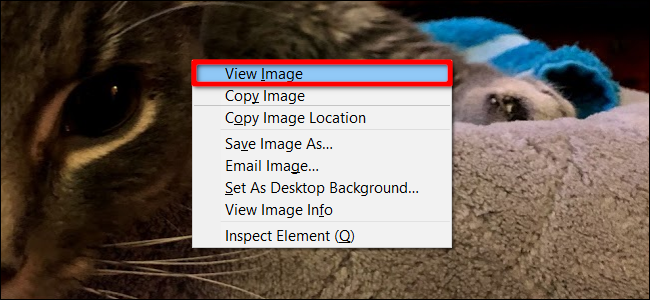 View Image
Copy Image
Copy Image Location
Save Image As...
Email Image...
Set As Desktop Background...
View Image Info
Inspect Element (Q)